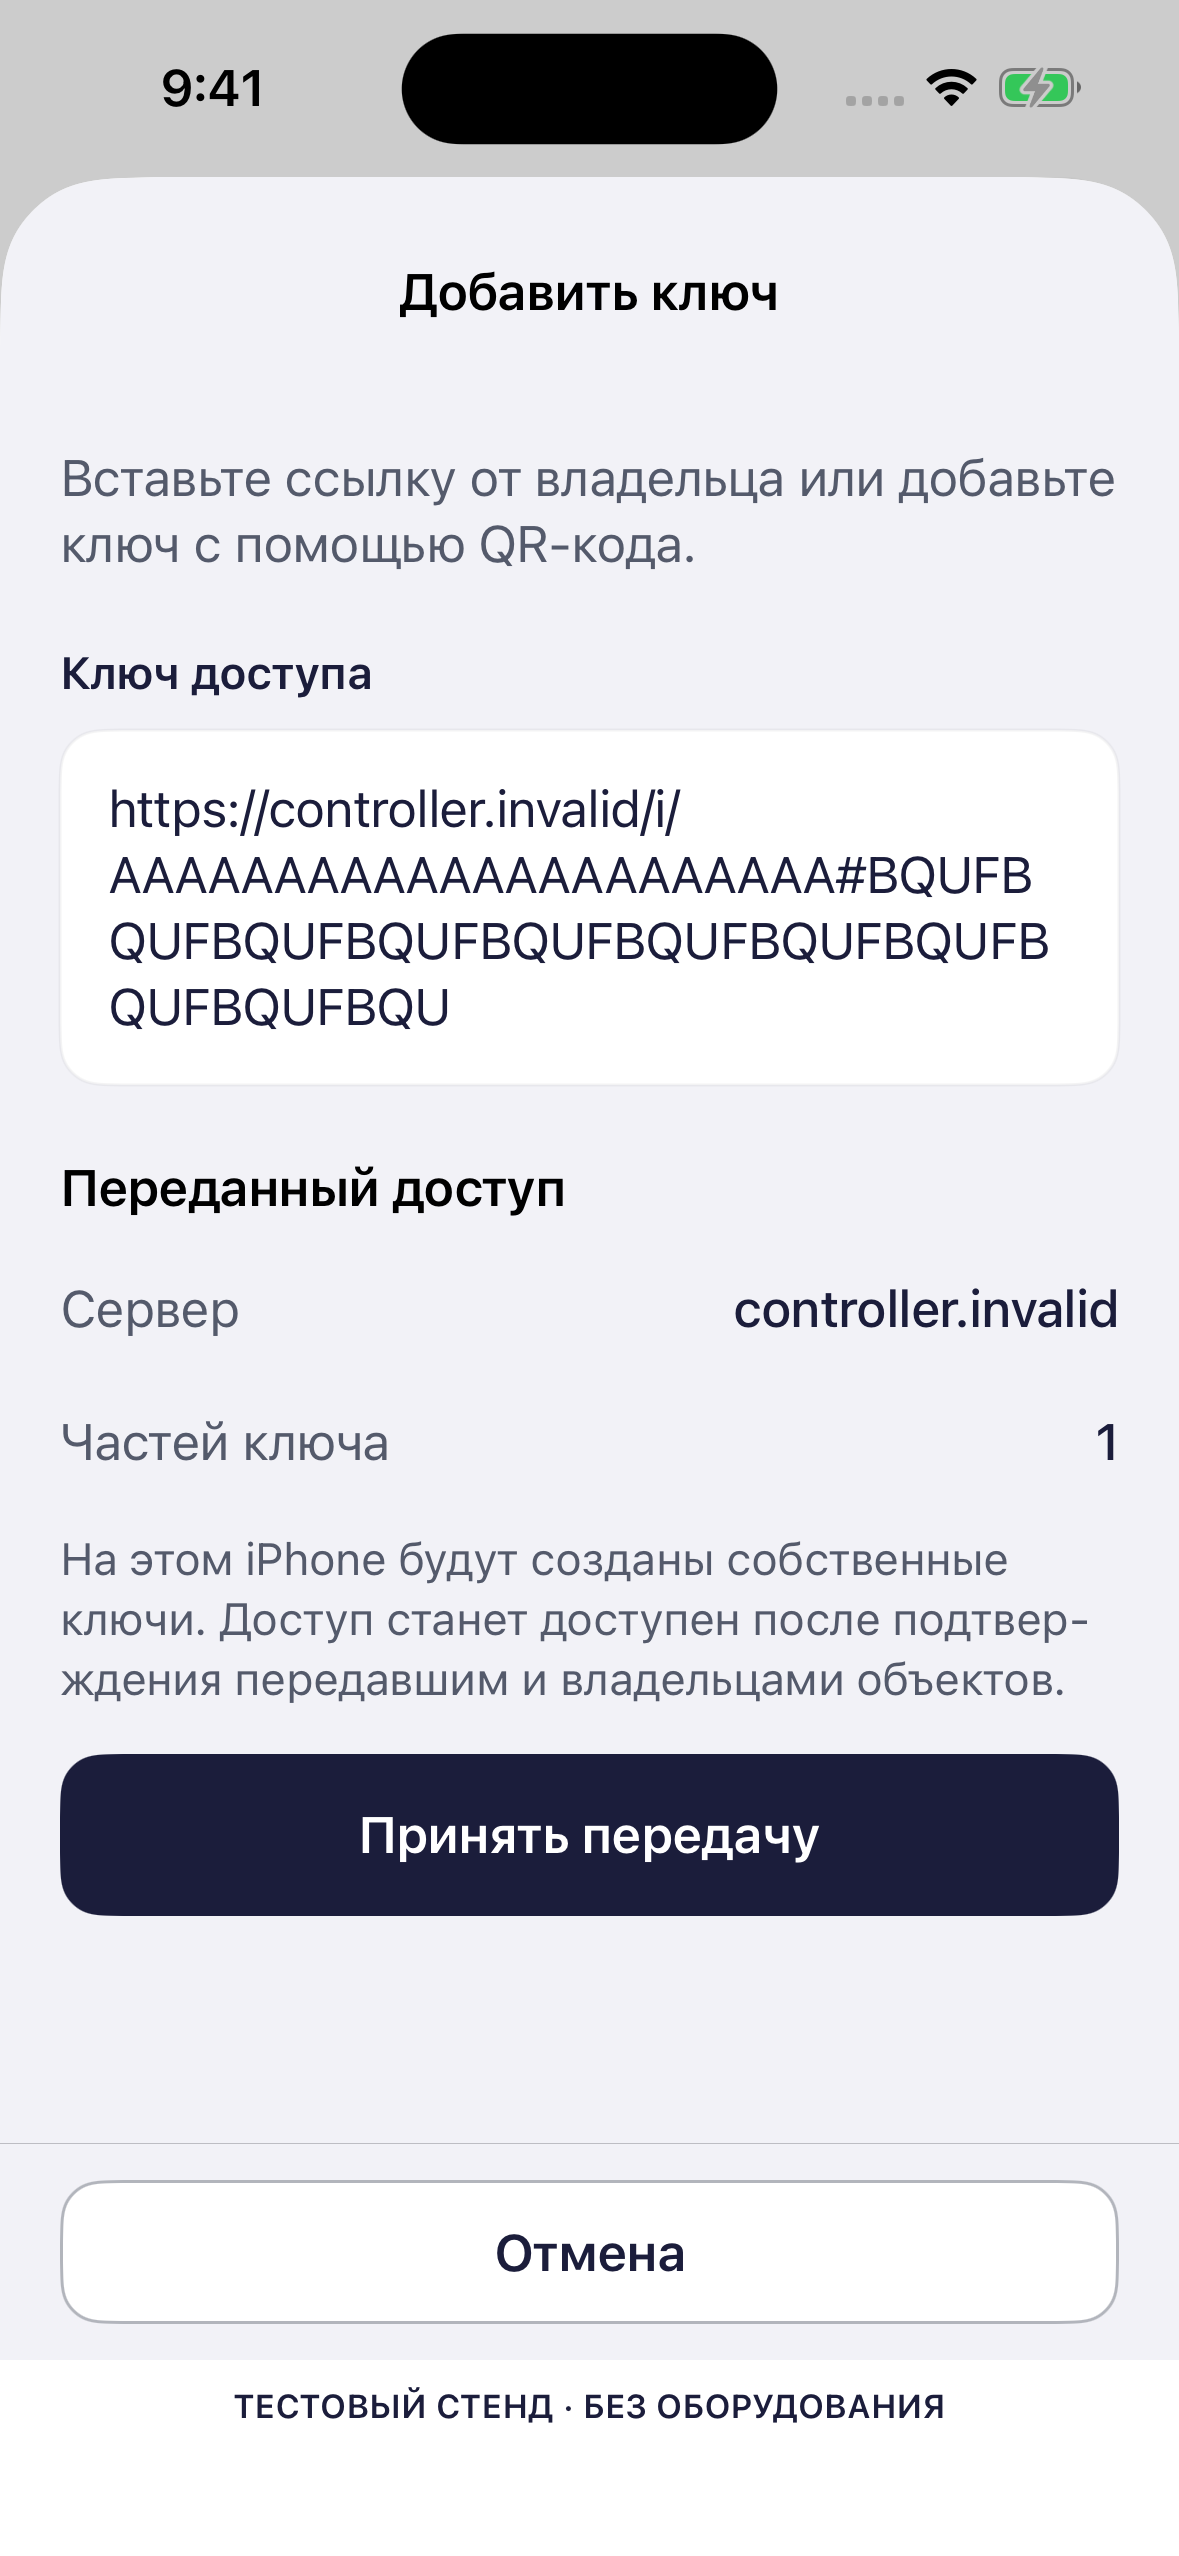 9:41
Добавить ключ
Вставьте ссылку от владельца или добавьте
ключ с помощью QR-кода.
Ключ доступа
https://controller.invalid/i/
AAAAAAAAAAAAAAAAAAAAAA#BQUFB
QUFBQUFBQUFBQUFBQUFBQUFBQUFB
QUFBQUFBQU
Переданный доступ
Сервер controller.invalid
Частей ключа 1
На этом iPhone будут созданы собственные
ключи. Доступ станет доступен после подтвер-
ждения передавшим и владельцами объектов.
Принять передачу
Отмена
ТЕСТОВЫЙ СТЕНД · БЕЗ ОБОРУДОВАНИЯ